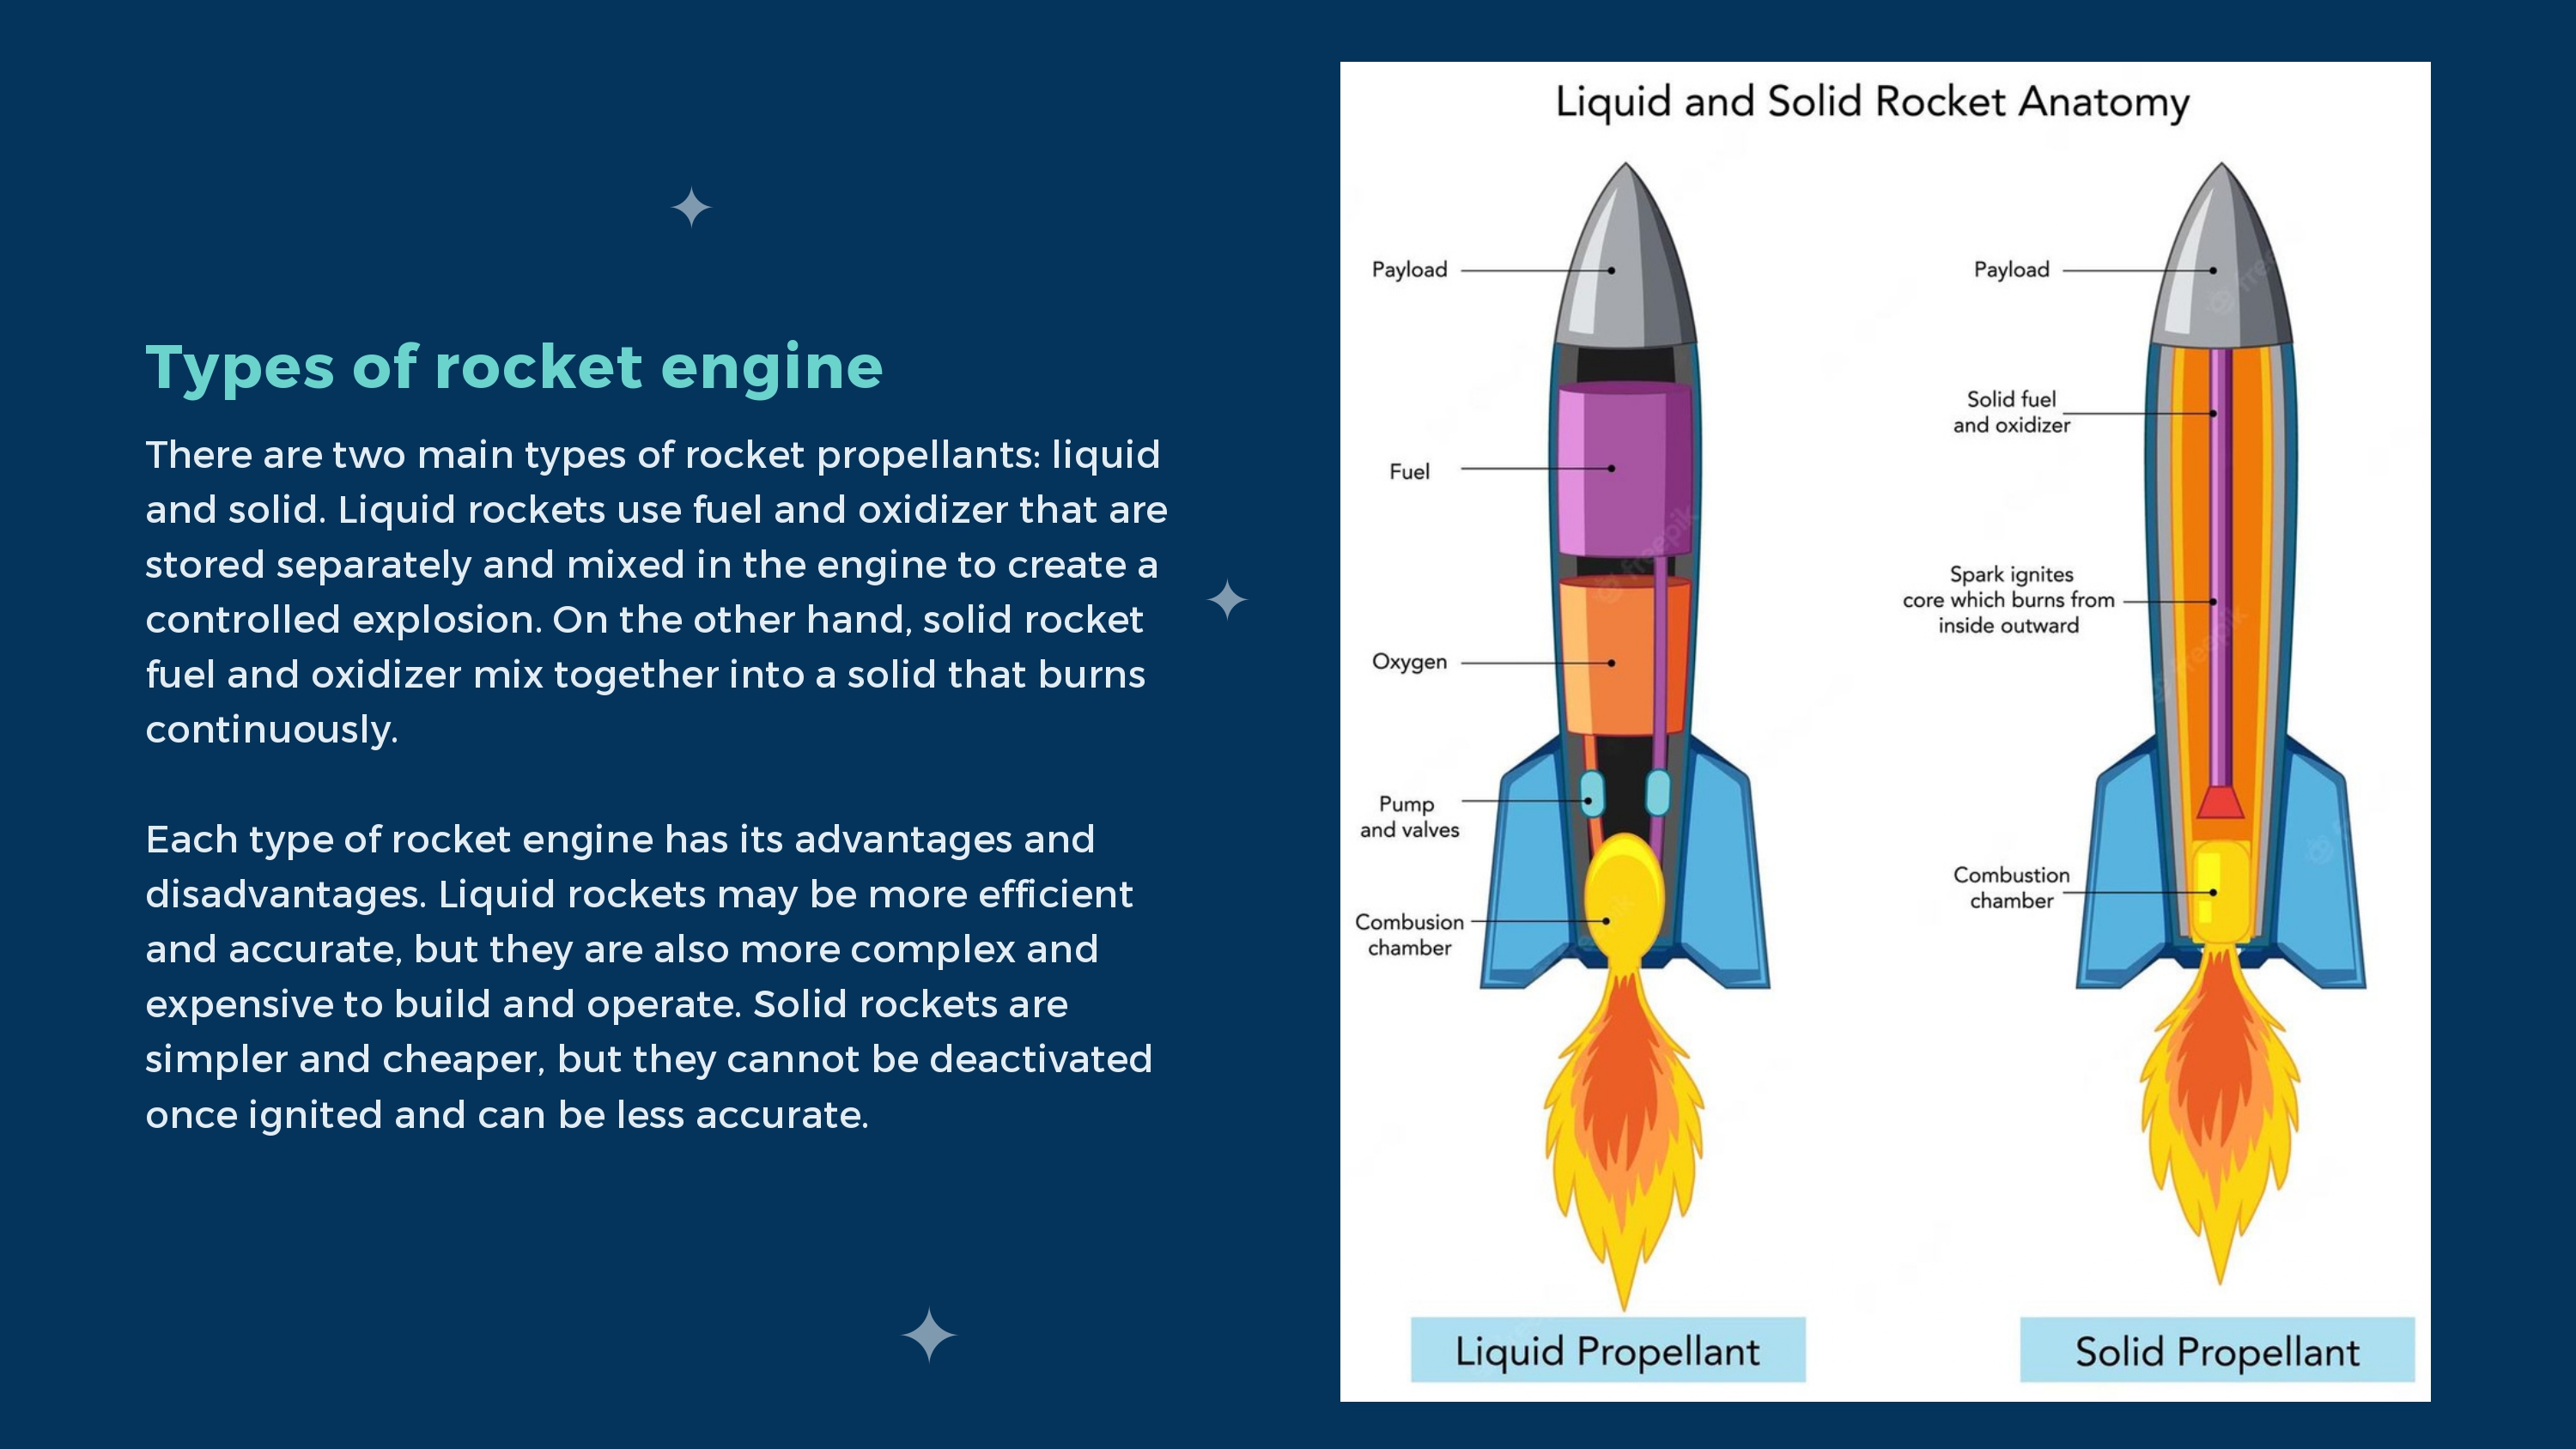 Types of rocket engine
There are two main types of rocket propellants: liquid
and solid. Liquid rockets use fuel and oxidizer that are
stored separately and mixed in the engine to create a
controlled explosion. On the other hand, solid rocket
fuel and oxidizer mix together into a solid that burns
continuously.
Each type of rocket engine has its advantages and
disadvantages. Liquid rockets may be more efficient
and accurate, but they are also more complex and
expensive to build and operate. Solid rockets are
simpler and cheaper, but they cannot be deactivated
once ignited and can be less accurate.
Liquid and Solid Rocket Anatomy
Payload
Fuel
Oxygen
Pump
and valves
Combusion
chamber
Liquid Propellant
Payload
Solid fuel
and oxidizer
Spark ignites
core which burns from
inside outward
Combustion
chamber
Solid Propellant